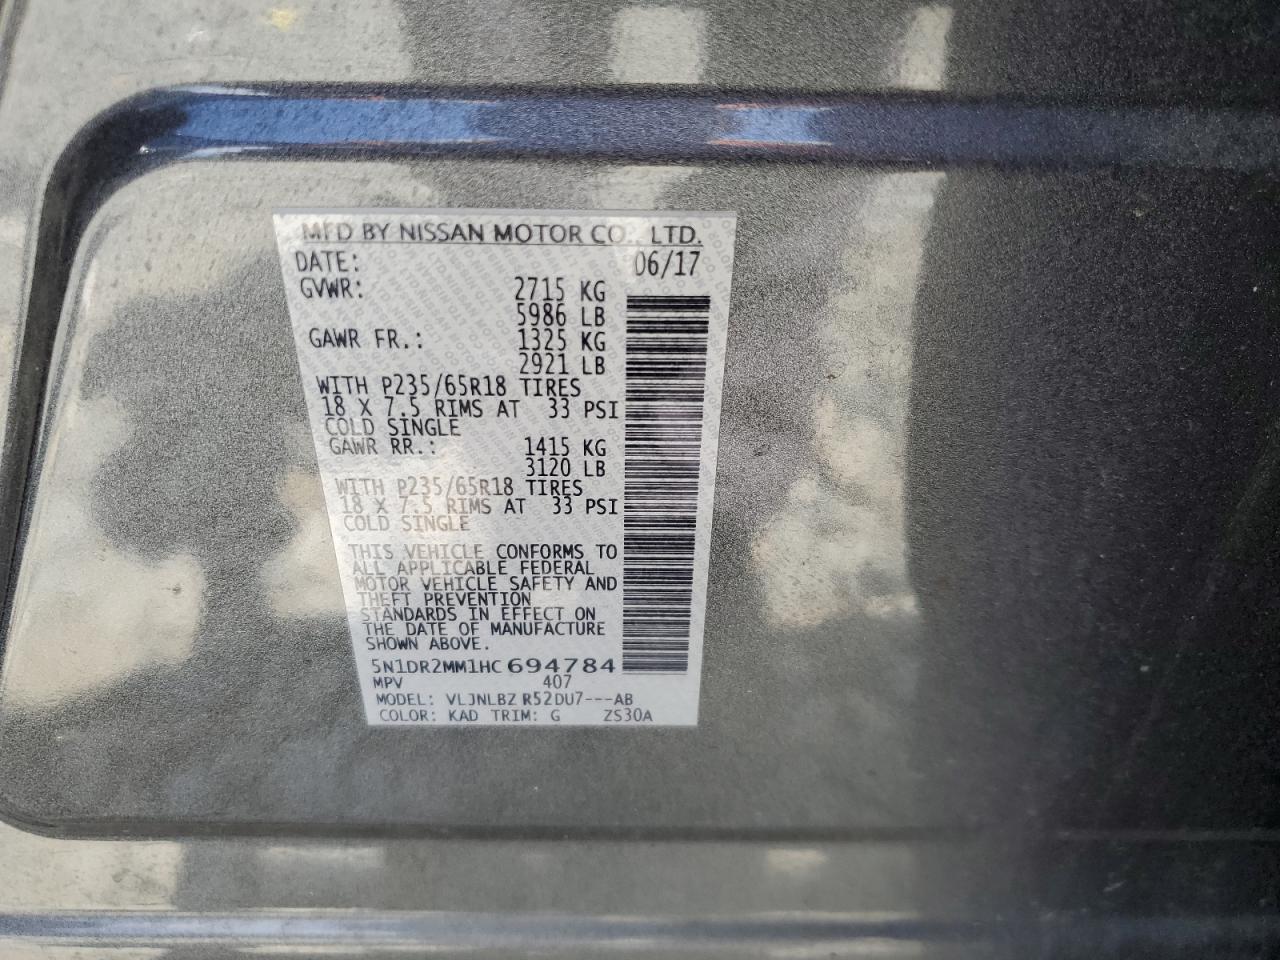 MFD BY NISSAN MOTOR CO., LTD.
DATE: 06/17
GVWR: 2715 KG
5986 LB
GAWR FR.: 1325 KG
2921 LB
WITH P235/65R18 TIRES
18 X 7.5 RIMS AT 33 PSI
COLD SINGLE
GAWR RR.: 1415 KG
3120 LB
WITH P235/65R18 TIRES
18 X 7.5 RIMS AT 33 PSI
COLD SINGLE
THIS VEHICLE CONFORMS TO
ALL APPLICABLE FEDERAL
MOTOR VEHICLE SAFETY AND
THEFT PREVENTION
STANDARDS IN EFFECT ON
THE DATE OF MANUFACTURE
SHOWN ABOVE.
5N1DR2MM1HC694784
MPV 407
MODEL: VLJNLBZ R52DU7---AB
COLOR: KAD TRIM: G ZS30A